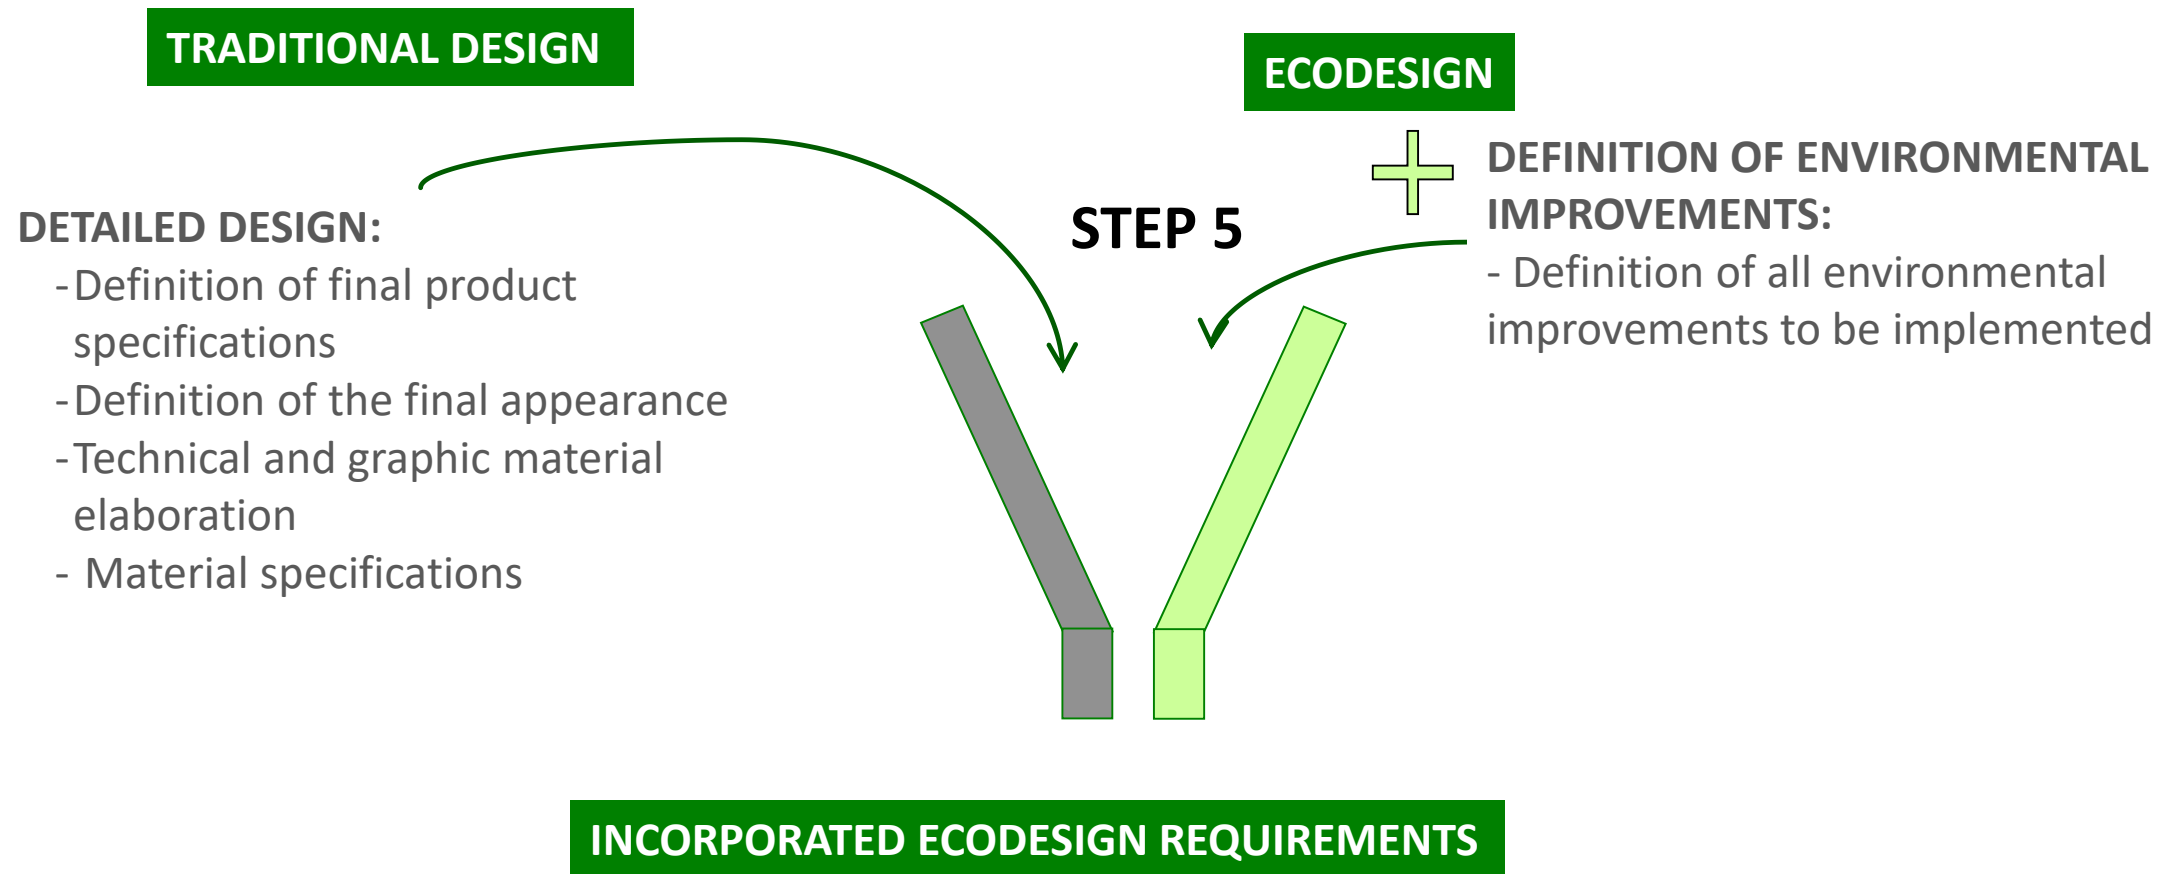 TRADITIONAL DESIGN
ECODESIGN
DETAILED DESIGN:
-Definition of final product
specifications
-Definition of the final appearance
-Technical and graphic material
elaboration
- Material specifications
STEP 5
DEFINITION OF ENVIRONMENTAL
IMPROVEMENTS:
- Definition of all environmental
improvements to be implemented
INCORPORATED ECODESIGN REQUIREMENTS